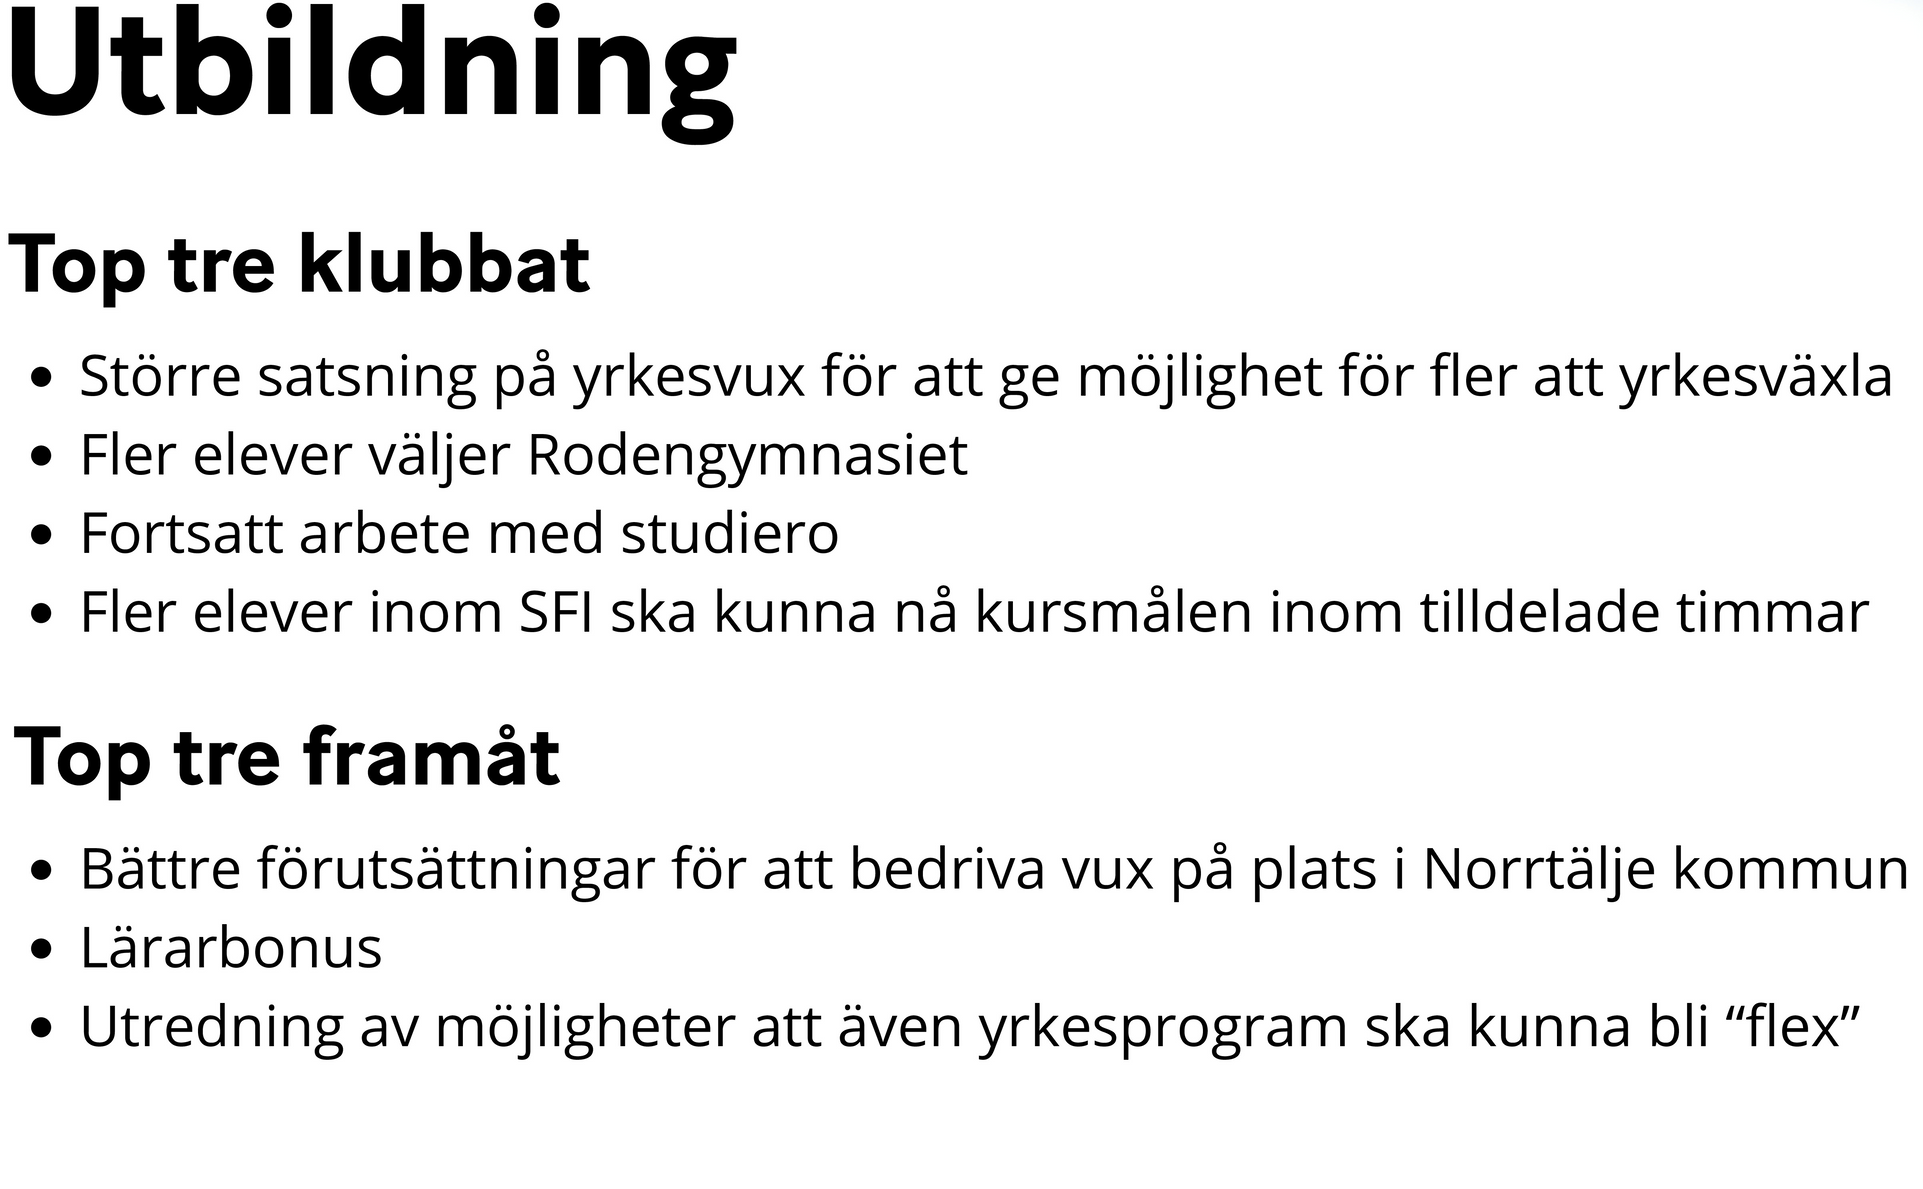 Utbildning
Top tre klubbat
• Större satsning på yrkesvux för att ge möjlighet för fler att yrkesväxla
• Fler elever väljer Rodengymnasiet
• Fortsatt arbete med studiero
• Fler elever inom SFI ska kunna nå kursmålen inom tilldelade timmar
Top tre framåt
• Bättre förutsättningar för att bedriva vux på plats i Norrtälje kommun
• Lärarbonus
• Utredning av möjligheter att även yrkesprogram ska kunna bli “flex”